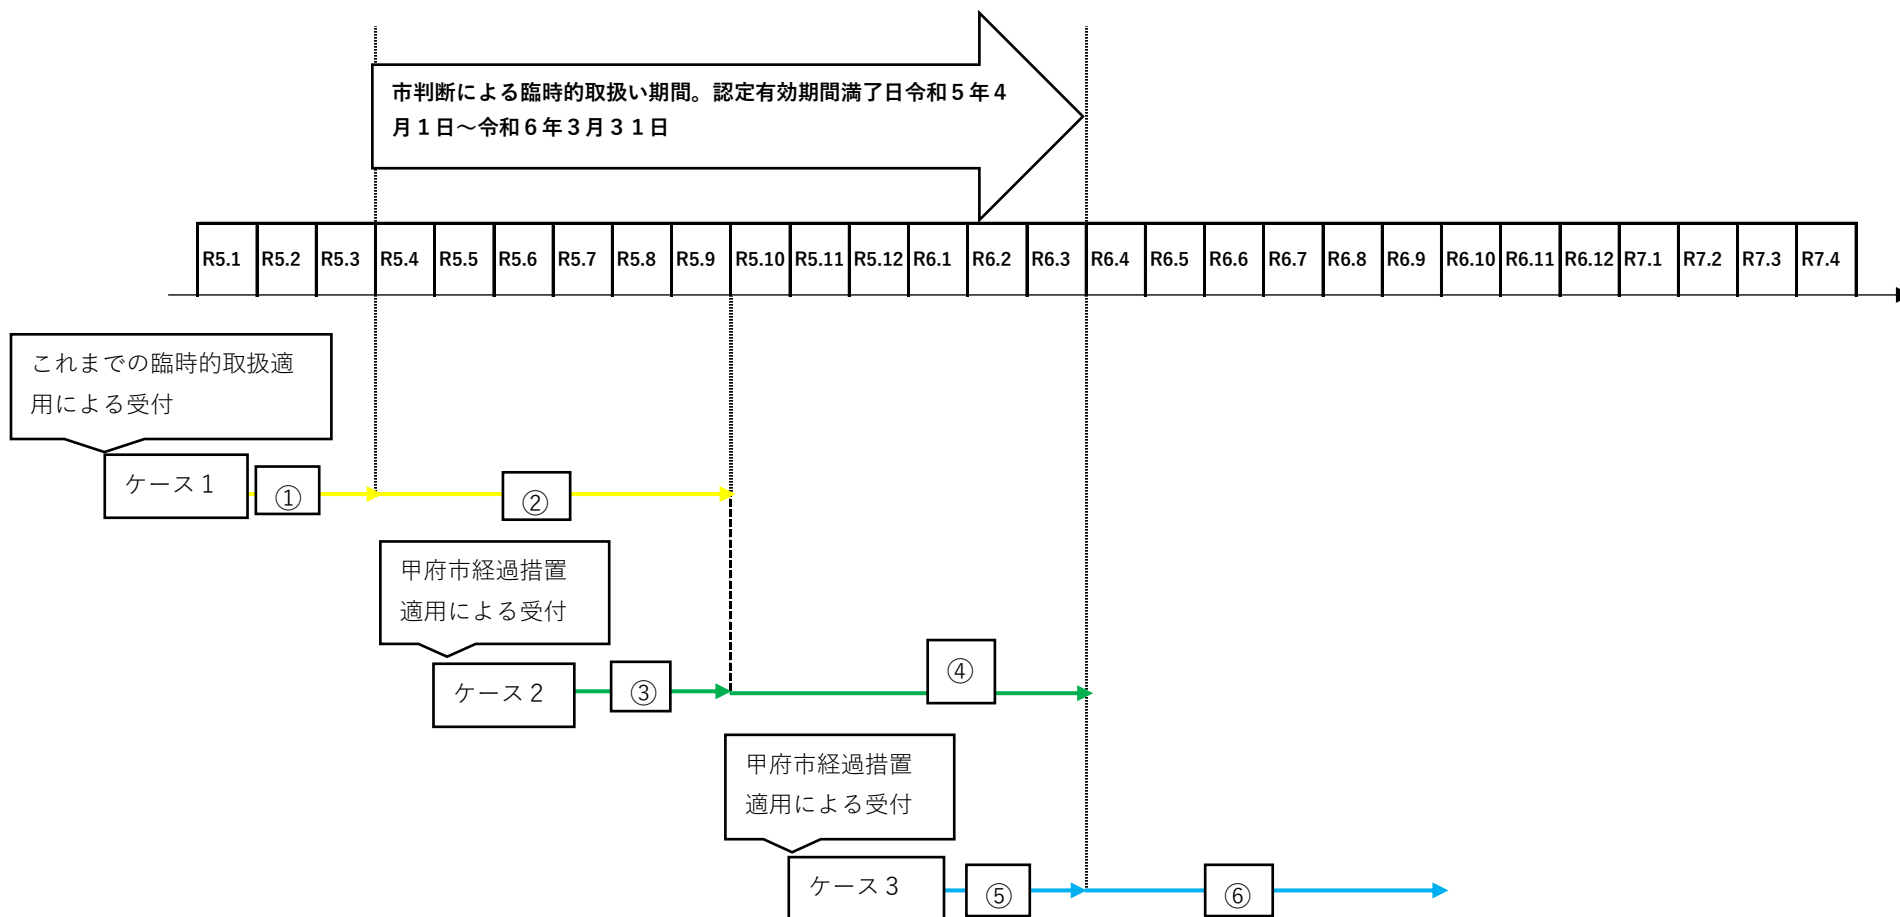 市判断による臨時的取扱い期間。認定有効期間満了日令和５年４
月１日～令和６年３月３１日
R5.1 R5.2 R5.3 R5.4 R5.5 R5.6 R5.7 R5.8 R5.9 R5.10 R5.11 R5.12 R6.1 R6.2 R6.3 R6.4 R6.5 R6.6 R6.7 R6.8 R6.9 R6.10 R6.11 R6.12 R7.1 R7.2 R7.3 R7.4
これまでの臨時的取扱適
用による受付
ケース１ ① ②
甲府市経過措置
適用による受付
ケース２ ③ ④
甲府市経過措置
適用による受付
ケース３ ⑤ ⑥